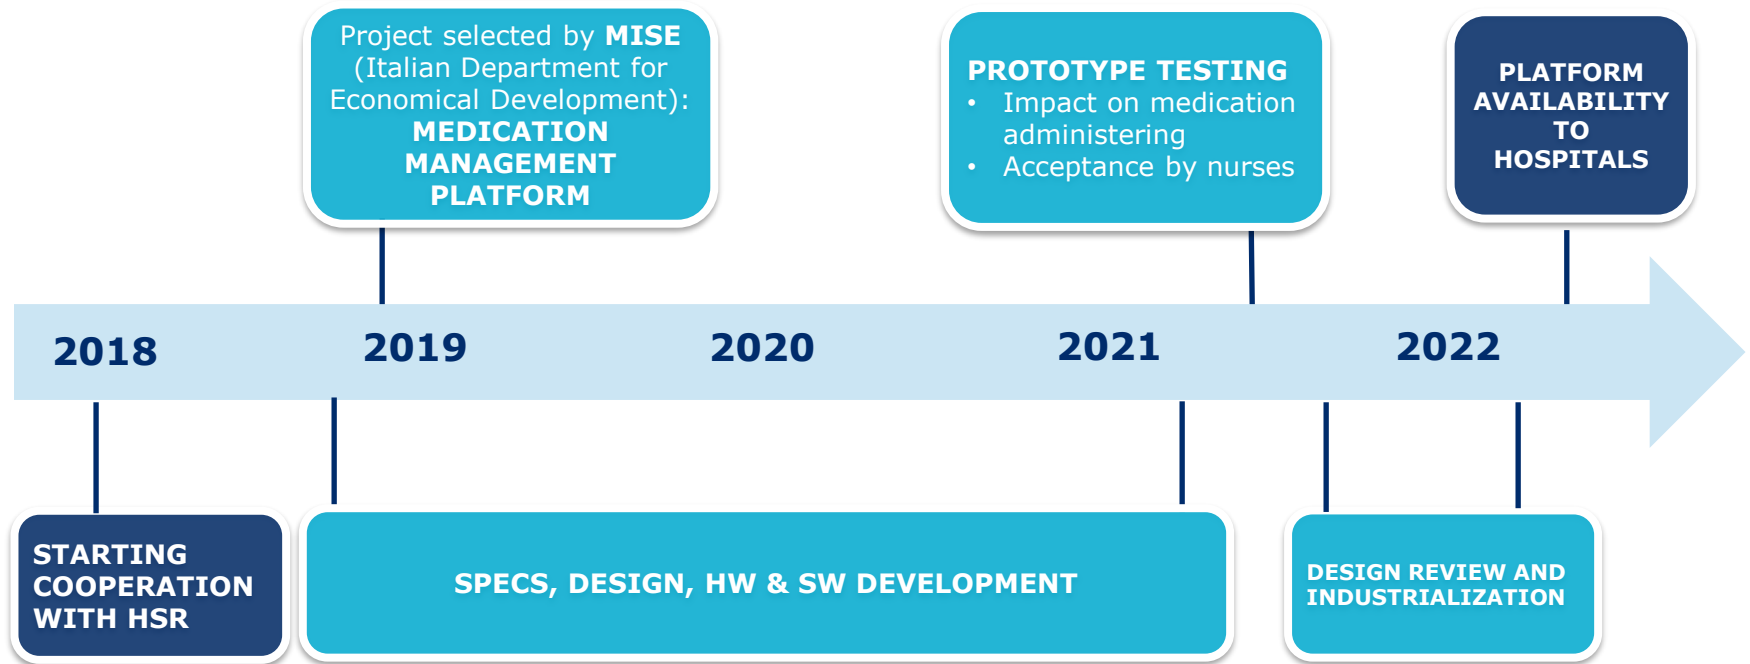 Project selected by MISE
(Italian Department for
Economical Development):
MEDICATION
MANAGEMENT
PLATFORM
PROTOTYPE TESTING
• Impact on medication
administering
• Acceptance by nurses
PLATFORM
AVAILABILITY
TO
HOSPITALS
2018
2019
2020
2021
2022
STARTING
COOPERATION
WITH HSR
SPECS, DESIGN, HW & SW DEVELOPMENT
DESIGN REVIEW AND
INDUSTRIALIZATION